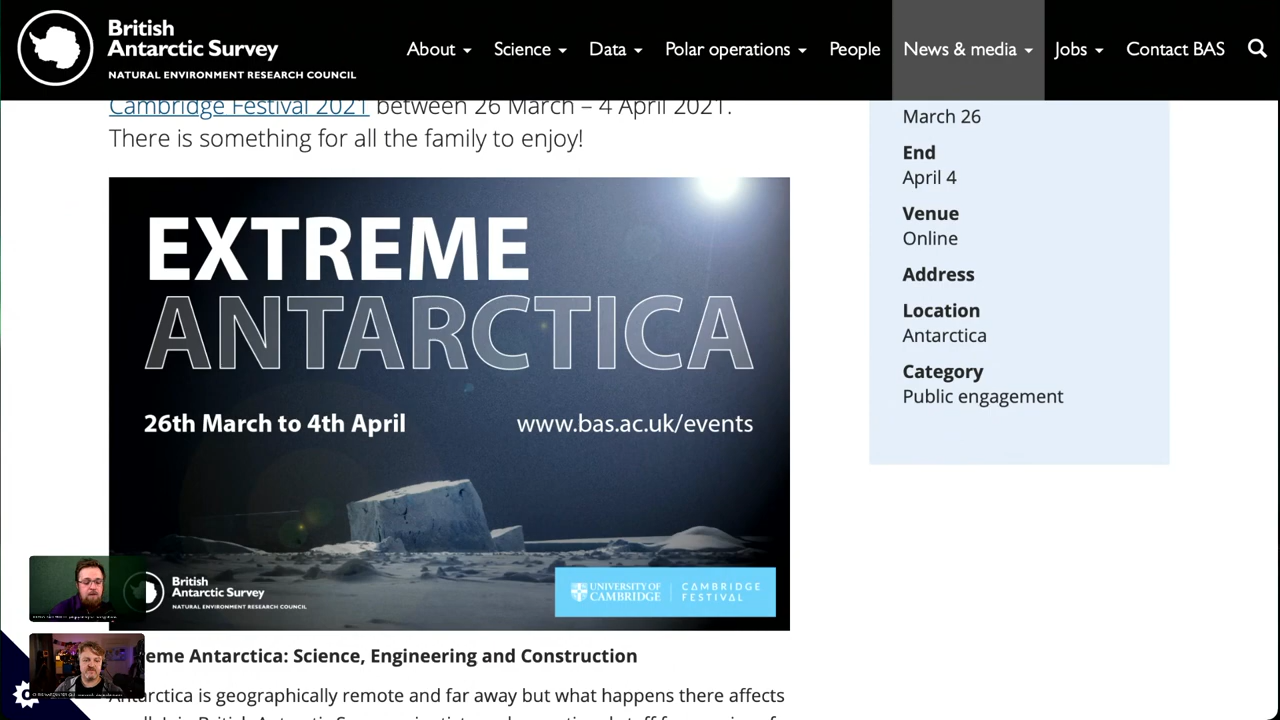 British
Antarctic Survey
NATURAL ENVIRONMENT RESEARCH COUNCIL
About
Science
Data
Polar operations
People
News & media
Jobs
Contact BAS
Cambridge Festival 2021 between 26 March – 4 April 2021.
There is something for all the family to enjoy!
March 26
End
April 4
Venue
Online
Address
Location
Antarctica
Category
Public engagement
EXTREME
ANTARCTICA
26th March to 4th April
www.bas.ac.uk/events
British
Antarctic Survey
NATURAL ENVIRONMENT RESEARCH COUNCIL
UNIVERSITY OF
CAMBRIDGE
CAMBRIDGE
FESTIVAL
eme Antarctica: Science, Engineering and Construction
Antarctica is geographically remote and far away but what happens there affects